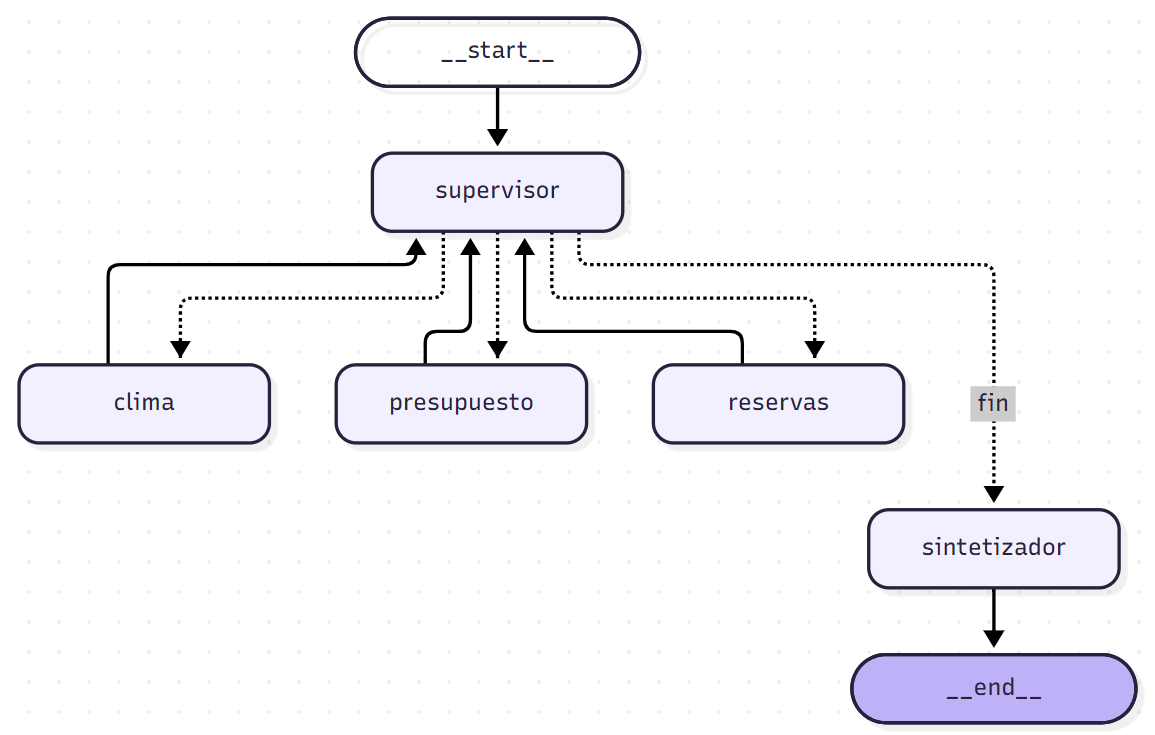 __start__
supervisor
clima
presupuesto
reservas
fin
sintetizador
__end__